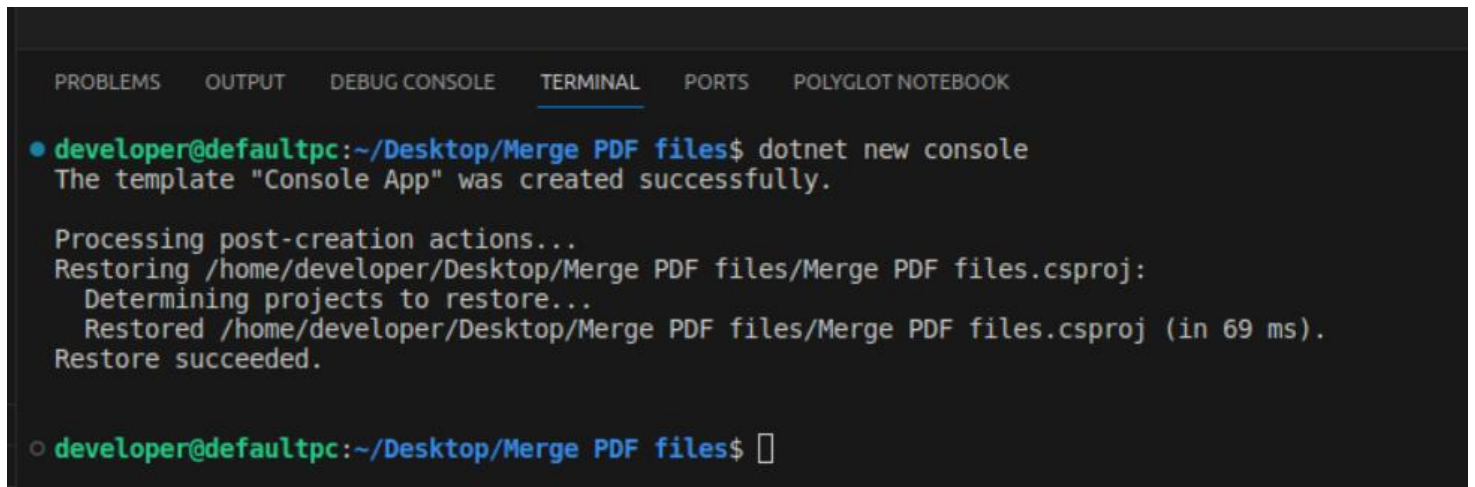 PROBLEMS OUTPUT DEBUG CONSOLE TERMINAL PORTS POLYGLOT NOTEBOOK
developer@defaultpc:~/Desktop/Merge PDF files$ dotnet new console
The template "Console App" was created successfully.
Processing post-creation actions...
Restoring /home/developer/Desktop/Merge PDF files/Merge PDF files.csproj:
Determining projects to restore...
Restored /home/developer/Desktop/Merge PDF files/Merge PDF files.csproj (in 69 ms).
Restore succeeded.
developer@defaultpc:~/Desktop/Merge PDF files$